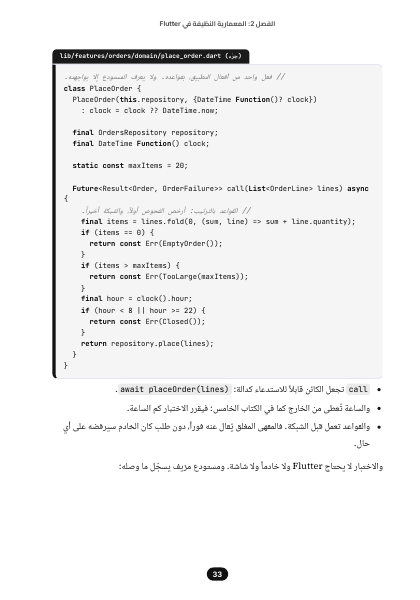 الفصل 2: المعمارية النظيفة في Flutter
lib/features/orders/domain/place_order.dart (جزء)
// فعل واحد من أفعال التطبيق بقواعده. ولا يعرف المستودع إلا بواجهته.
class PlaceOrder {
  PlaceOrder(this.repository, {DateTime Function()? clock})
    : clock = clock ?? DateTime.now;
  final OrdersRepository repository;
  final DateTime Function() clock;
  static const maxItems = 20;
  Future<Result<Order, OrderFailure>> call(List<OrderLine> lines) async
{
    // القواعد بالترتيب: أرخص الفحوص أولاً، والشبكة أخيراً.
    final items = lines.fold(0, (sum, line) => sum + line.quantity);
    if (items == 0) {
      return const Err(EmptyOrder());
    }
    if (items > maxItems) {
      return const Err(TooLarge(maxItems));
    }
    final hour = clock().hour;
    if (hour < 8 || hour >= 22) {
      return const Err(Closed());
    }
    return repository.place(lines);
  }
}
• call تجعل الكائن قابلاً للاستدعاء كدالة: await placeOrder(lines).
• والساعة تُعطى من الخارج كما في الكتاب الخامس: فيقرر الاختبار كم الساعة.
• والقواعد تعمل قبل الشبكة. فالمقهى المغلق يُقال عنه فوراً، دون طلب كان الخادم سيرفضه على أي
حال.
والاختبار لا يحتاج Flutter ولا خادماً ولا شاشة. ومستودع مزيف يسجّل ما وصله:
33